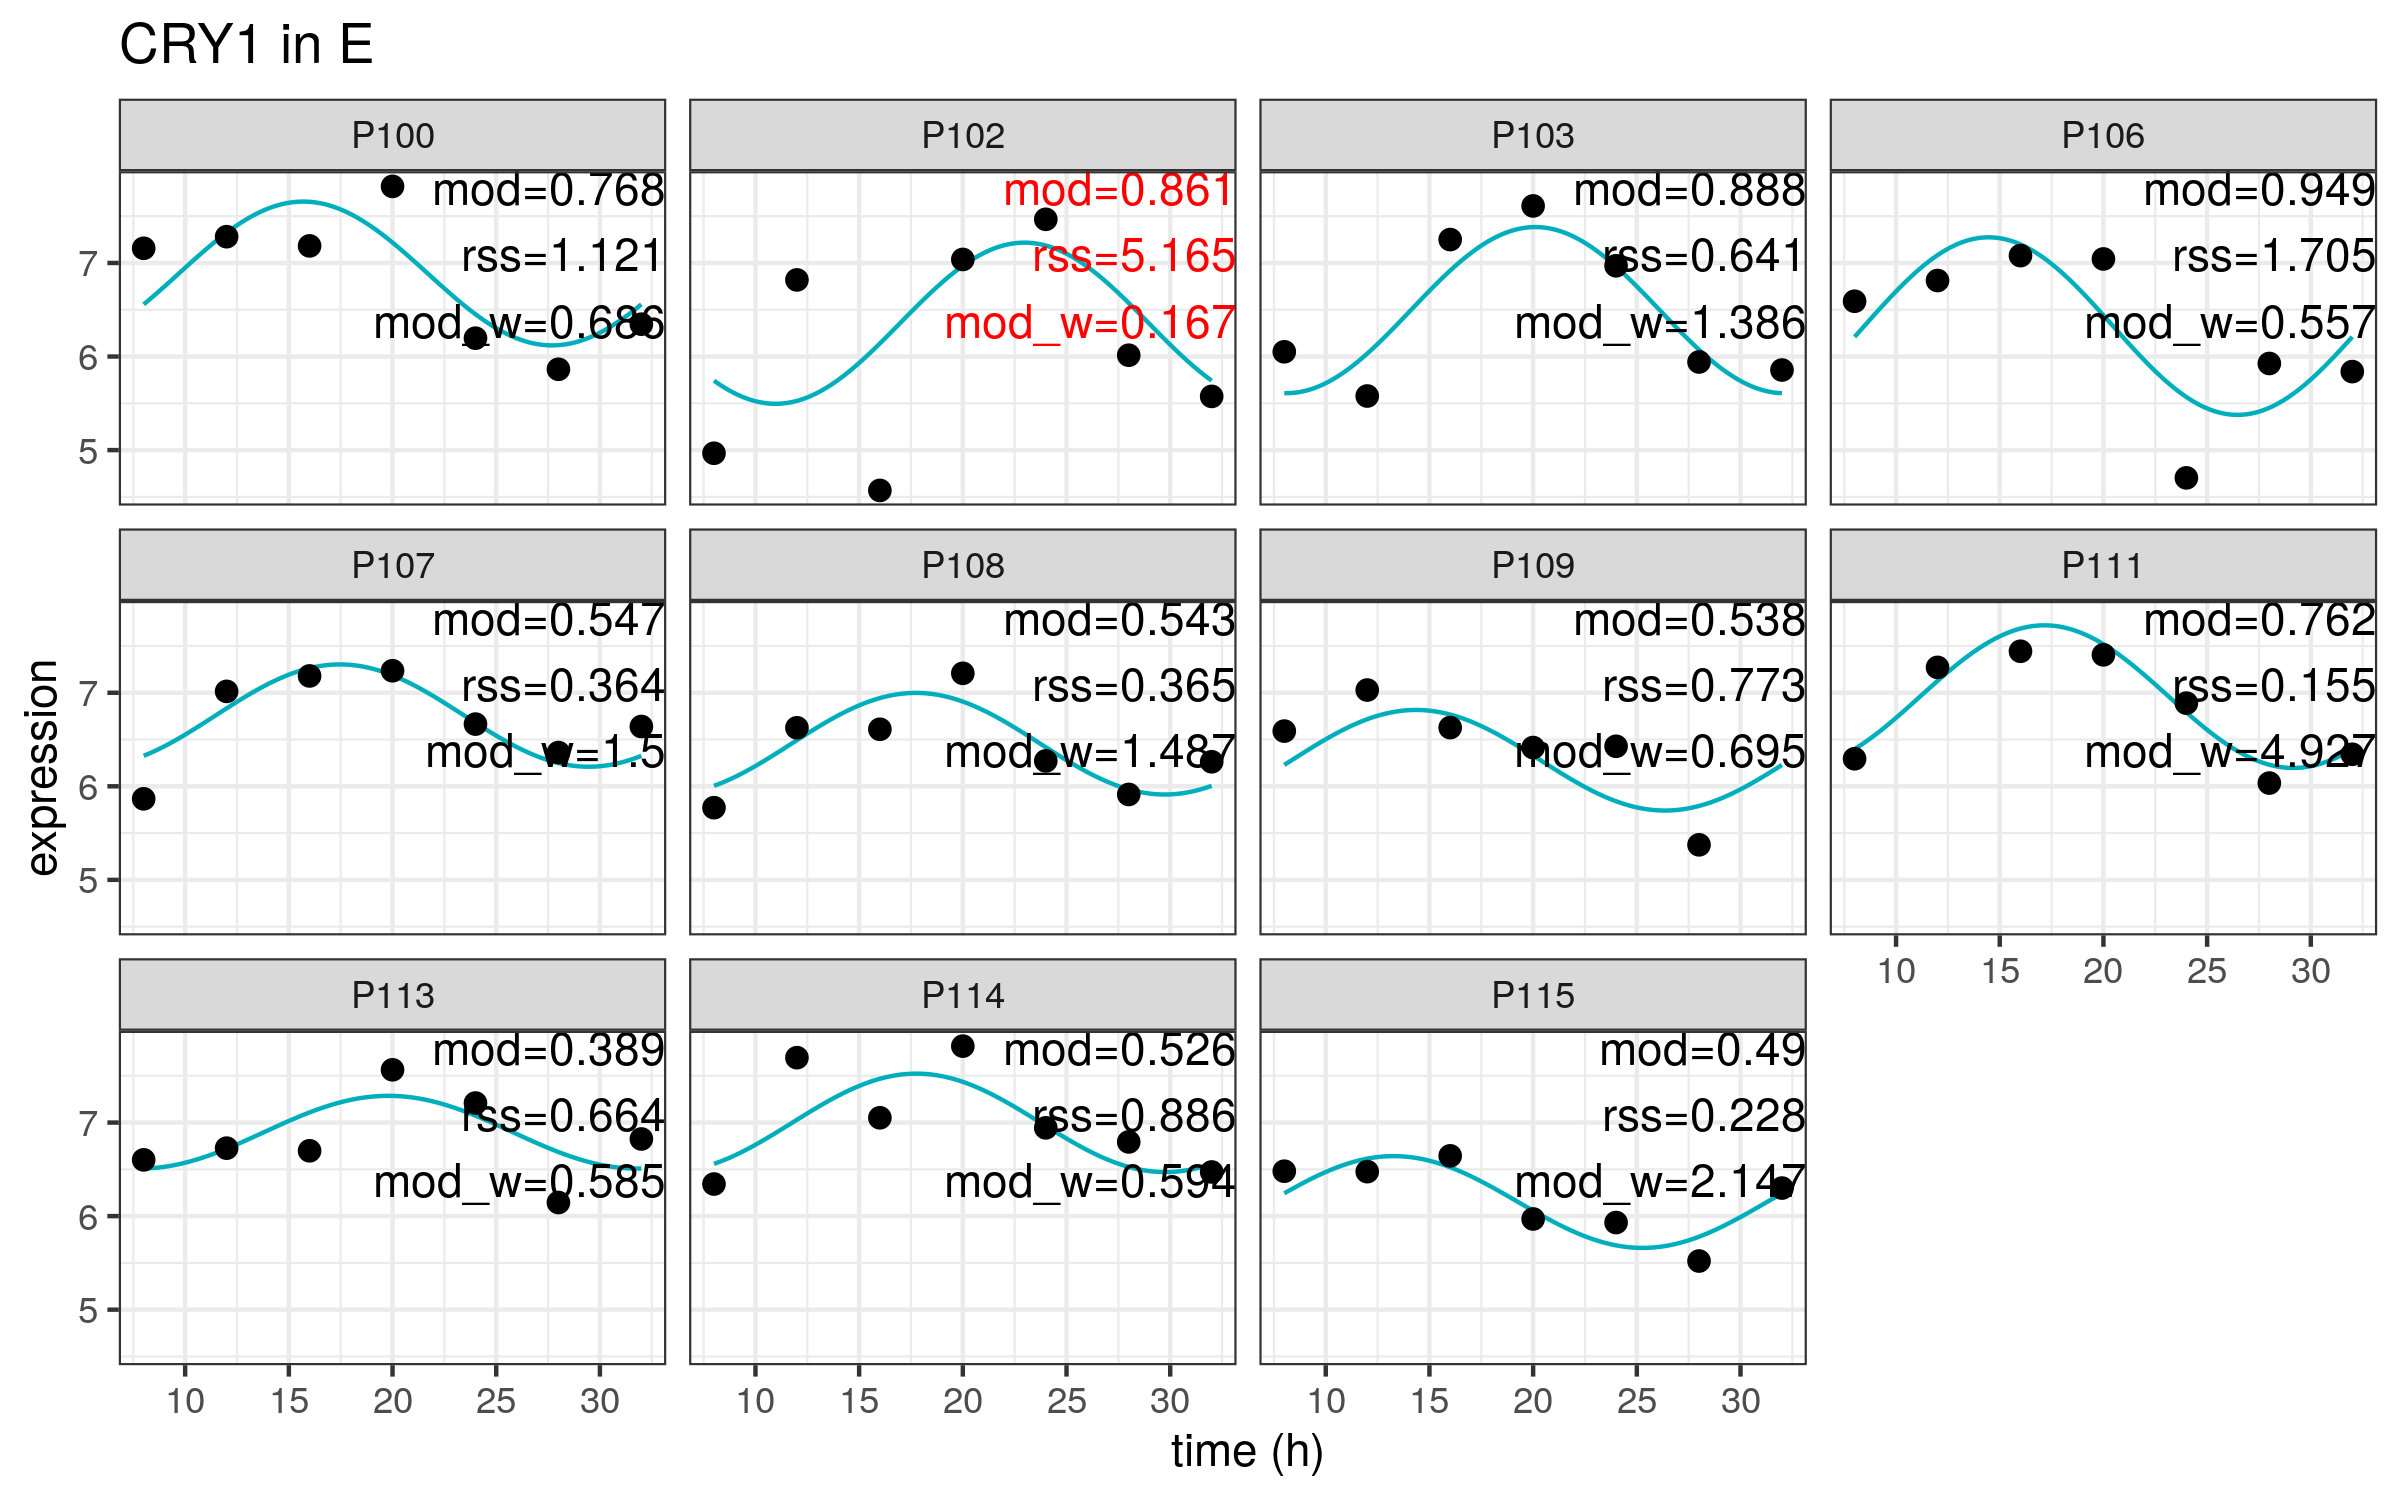 CRY1 in E
P100
P102
P103
P106
mod=0.768
rss=1.121
mod_w=0.686
mod=0.861
rss=5.165
mod_w=0.167
mod=0.888
rss=0.641
mod_w=1.386
mod=0.949
rss=1.705
mod_w=0.557
7
6
5
P107
P108
P109
P111
mod=0.547
rss=0.364
mod_w=1.5
mod=0.543
rss=0.365
mod_w=1.487
mod=0.538
rss=0.773
mod_w=0.695
mod=0.762
rss=0.155
mod_w=4.927
7
6
5
10 15 20 25 30
expression
P113
P114
P115
mod=0.389
rss=0.664
mod_w=0.585
mod=0.526
rss=0.886
mod_w=0.594
mod=0.49
rss=0.228
mod_w=2.147
7
6
5
10 15 20 25 30
10 15 20 25 30
10 15 20 25 30
time (h)